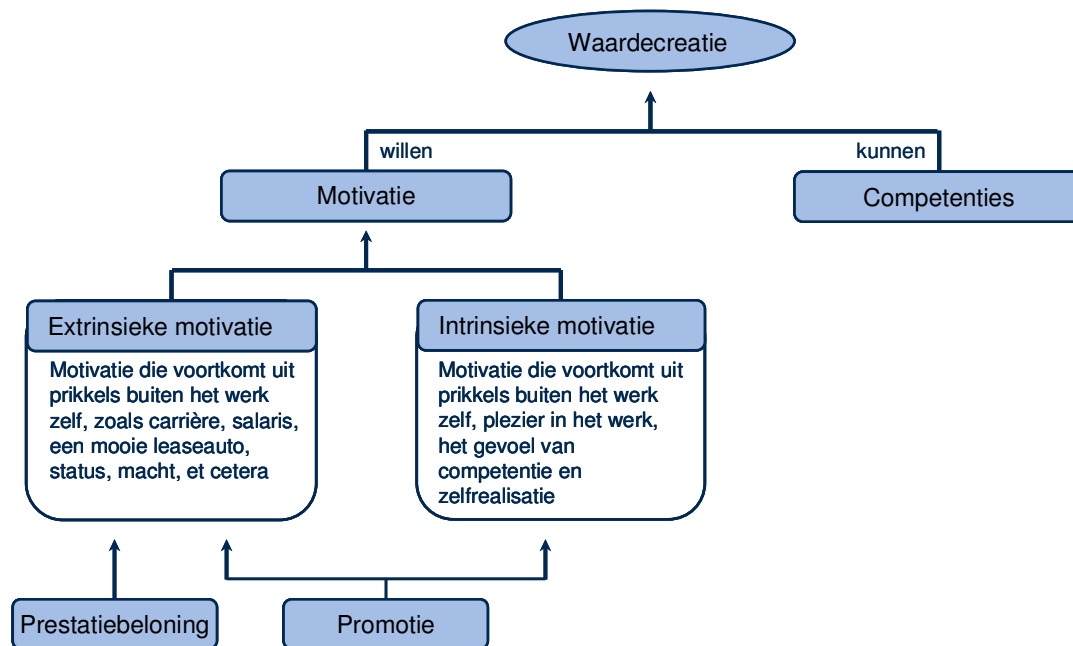 Waardecreatie
willen
kunnen
Motivatie
Competenties
Extrinsieke motivatie
Motivatie die voortkomt uit
prikkels buiten het werk
zelf, zoals carrière, salaris,
een mooie leaseauto,
status, macht, et cetera
Intrinsieke motivatie
Motivatie die voortkomt uit
prikkels buiten het werk
zelf, plezier in het werk,
het gevoel van
competentie en
zelfrealisatie
Prestatiebeloning
Promotie